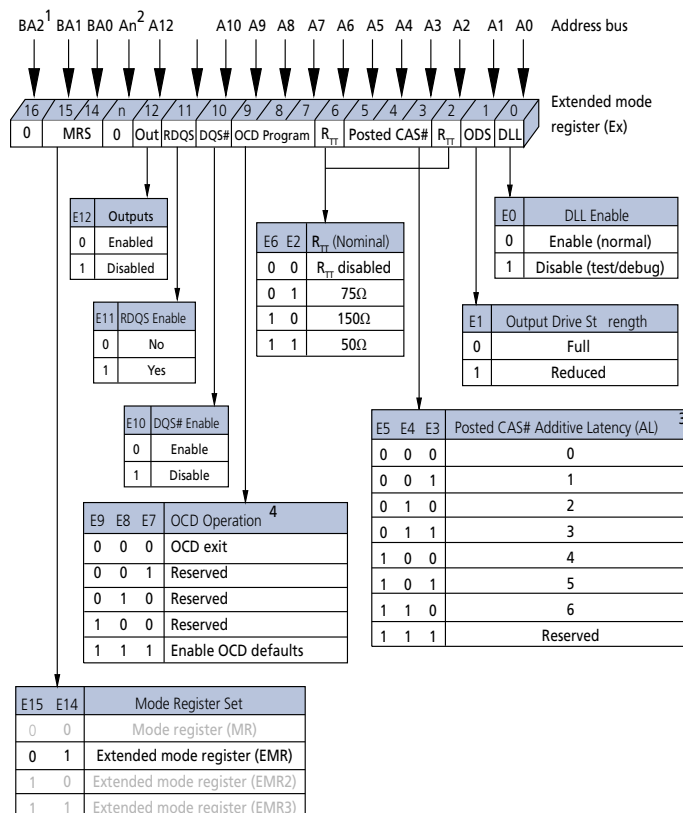 BA2¹ BA1 BA0 An² A12 A10 A9 A8 A7 A6 A5 A4 A3 A2 A1 A0 Address bus
16 15 14 n 12 11 10 9 8 7 6 5 4 3 2 1 0
Extended mode
register (Ex)
0 MRS 0 Out RDQS DQS# OCD Program RTT Posted CAS# RTT ODS DLL
E12 Outputs
0 Enabled
1 Disabled
E11 RDQS Enable
0 No
1 Yes
E10 DQS# Enable
0 Enable
1 Disable
E9 E8 E7 OCD Operation 4
0 0 0 OCD exit
0 0 1 Reserved
0 1 0 Reserved
1 0 0 Reserved
1 1 1 Enable OCD defaults
E15 E14 Mode Register Set
0 0 Mode register (MR)
0 1 Extended mode register (EMR)
1 0 Extended mode register (EMR2)
1 1 Extended mode register (EMR3)
E6 E2 RTT (Nominal)
0 0 RTT disabled
0 1 75Ω
1 0 150Ω
1 1 50Ω
E0 DLL Enable
0 Enable (normal)
1 Disable (test/debug)
E1 Output Drive St rength
0 Full
1 Reduced
E5 E4 E3 Posted CAS# Additive Latency (AL) 3
0 0 0 0
0 0 1 1
0 1 0 2
0 1 1 3
1 0 0 4
1 0 1 5
1 1 0 6
1 1 1 Reserved